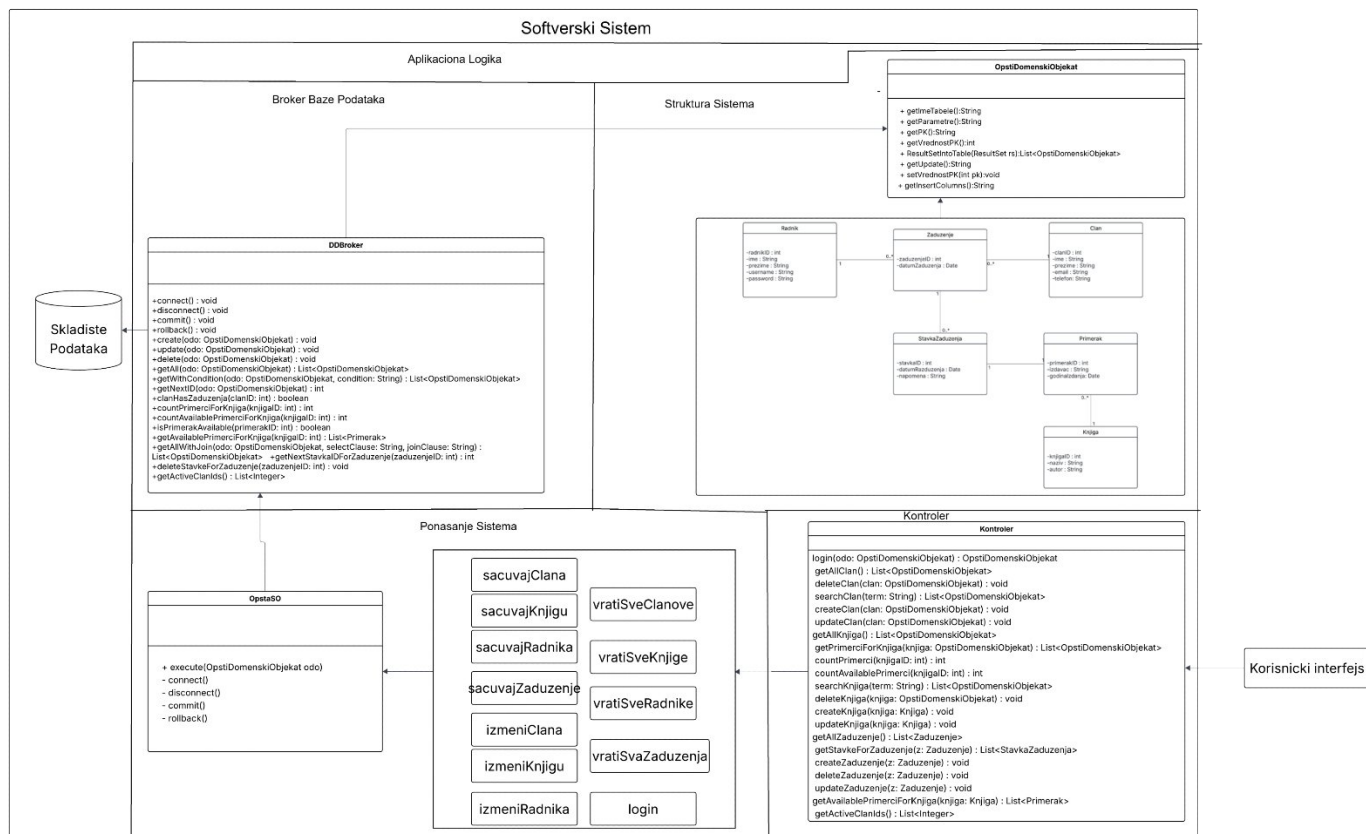 Softverski Sistem
Aplikaciona Logika
Broker Baze Podataka
Struktura Sistema
OpstiDomenskiObjekat
-
+ getImeTabele():String
+ getParametre():String
+ getPK():String
+ getVrednostPK():int
+ ResultSetIntoTable(ResultSet rs):List<OpstiDomenskiObjekat>
+ getUpdate():String
+ setVrednostPK(int pk):void
+ getInsertColumns():String
Radnik
-radnikID : int
-ime : String
-prezime : String
-username : String
-password : String
1
0..*
Zaduzenje
-zaduzenjeID : int
-datumZaduzenja : Date
0..*
1
Clan
-clanID : int
-ime : String
-prezime : String
-email : String
-telefon: String
1
0..*
StavkaZaduzenja
-stavkaID : int
-datumRazduzenja : Date
-napomena : String
1
1
Primerak
-primerakID : int
-izdavac : String
-godinaIzdanja: Date
0..*
1
Knjiga
-knjigaID : int
-naziv : String
-autor : String
DDBroker
+connect() : void
+disconnect() : void
+commit() : void
+rollback() : void
+create(odo: OpstiDomenskiObjekat) : void
+update(odo: OpstiDomenskiObjekat) : void
+delete(odo: OpstiDomenskiObjekat) : void
+getAll(odo: OpstiDomenskiObjekat) : List<OpstiDomenskiObjekat>
+getWithCondition(odo: OpstiDomenskiObjekat, condition: String) : List<OpstiDomenskiObjekat>
+getNextID(odo: OpstiDomenskiObjekat) : int
+clanHasZaduzenja(clanID: int) : boolean
+countPrimerciForKnjiga(knjigaID: int) : int
+countAvailablePrimerciForKnjiga(knjigaID: int) : int
+isPrimerakAvailable(primerakID: int) : boolean
+getAvailablePrimerciForKnjiga(knjigaID: int) : List<Primerak>
+getAllWithJoin(odo: OpstiDomenskiObjekat, selectClause: String, joinClause: String) :
List<OpstiDomenskiObjekat> +getNextStavkaIDForZaduzenje(zaduzenjeID: int) : int
+deleteStavkeForZaduzenje(zaduzenjeID: int) : void
+getActiveClanIds() : List<Integer>
Skladiste
Podataka
Ponasanje Sistema
OpstaSO
+ execute(OpstiDomenskiObjekat odo)
- connect()
- disconnect()
- commit()
- rollback()
sacuvajClana
sacuvajKnjigu
sacuvajRadnika
sacuvajZaduzenje
izmeniClana
izmeniKnjigu
izmeniRadnika
vratiSveClanove
vratiSveKnjige
vratiSveRadnike
vratiSvaZaduzenja
login
Kontroler
Kontroler
login(odo: OpstiDomenskiObjekat) : OpstiDomenskiObjekat
getAllClan() : List<OpstiDomenskiObjekat>
deleteClan(clan: OpstiDomenskiObjekat) : void
searchClan(term: String) : List<OpstiDomenskiObjekat>
createClan(clan: OpstiDomenskiObjekat) : void
updateClan(clan: OpstiDomenskiObjekat) : void
getAllKnjiga() : List<OpstiDomenskiObjekat>
getPrimerciForKnjiga(knjiga: OpstiDomenskiObjekat) : List<OpstiDomenskiObjekat>
countPrimerci(knjigaID: int) : int
countAvailablePrimerci(knjigaID: int) : int
searchKnjiga(term: String) : List<OpstiDomenskiObjekat>
deleteKnjiga(knjiga: OpstiDomenskiObjekat) : void
createKnjiga(knjiga: Knjiga) : void
updateKnjiga(knjiga: Knjiga) : void
getAllZaduzenje() : List<Zaduzenje>
getStavkeForZaduzenje(z: Zaduzenje) : List<StavkaZaduzenja>
createZaduzenje(z: Zaduzenje) : void
deleteZaduzenje(z: Zaduzenje) : void
updateZaduzenje(z: Zaduzenje) : void
getAvailablePrimerciForKnjiga(knjiga: Knjiga) : List<Primerak>
getActiveClanIds() : List<Integer>
Korisnicki interfejs